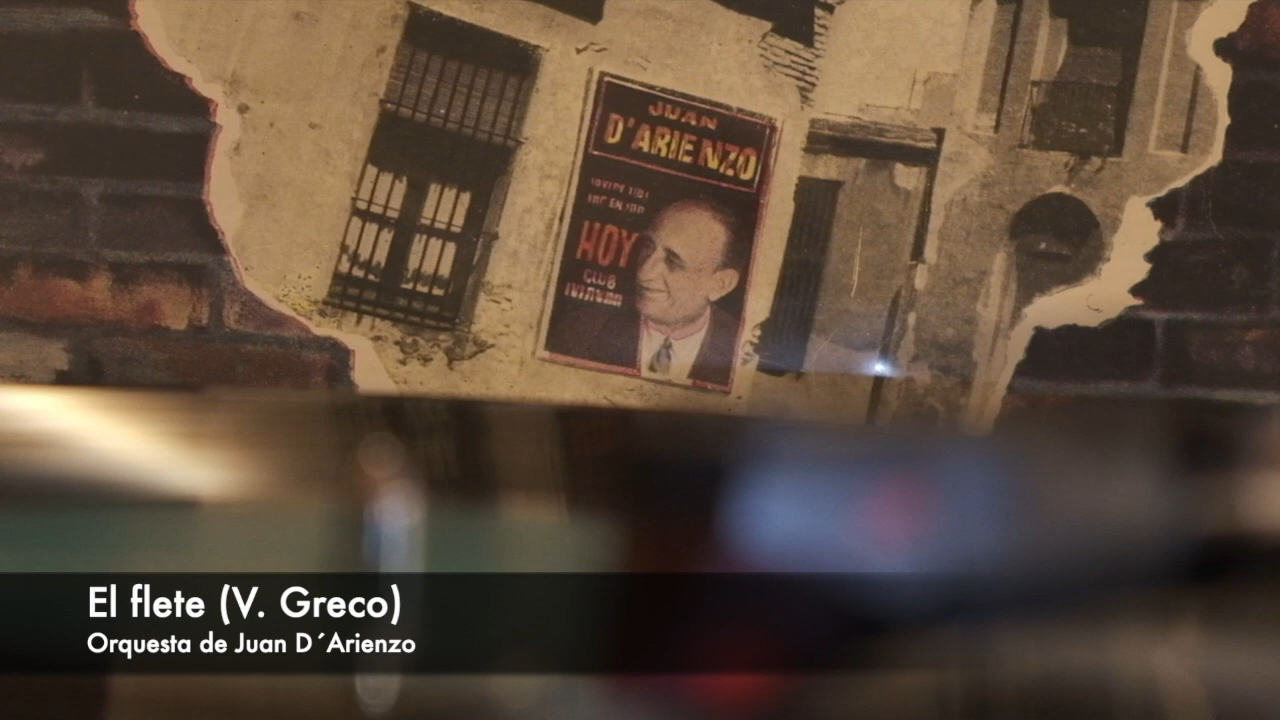 JUAN
D'ARIENZO
HOY
CLUB
El flete (V. Greco)
Orquesta de Juan D´Arienzo